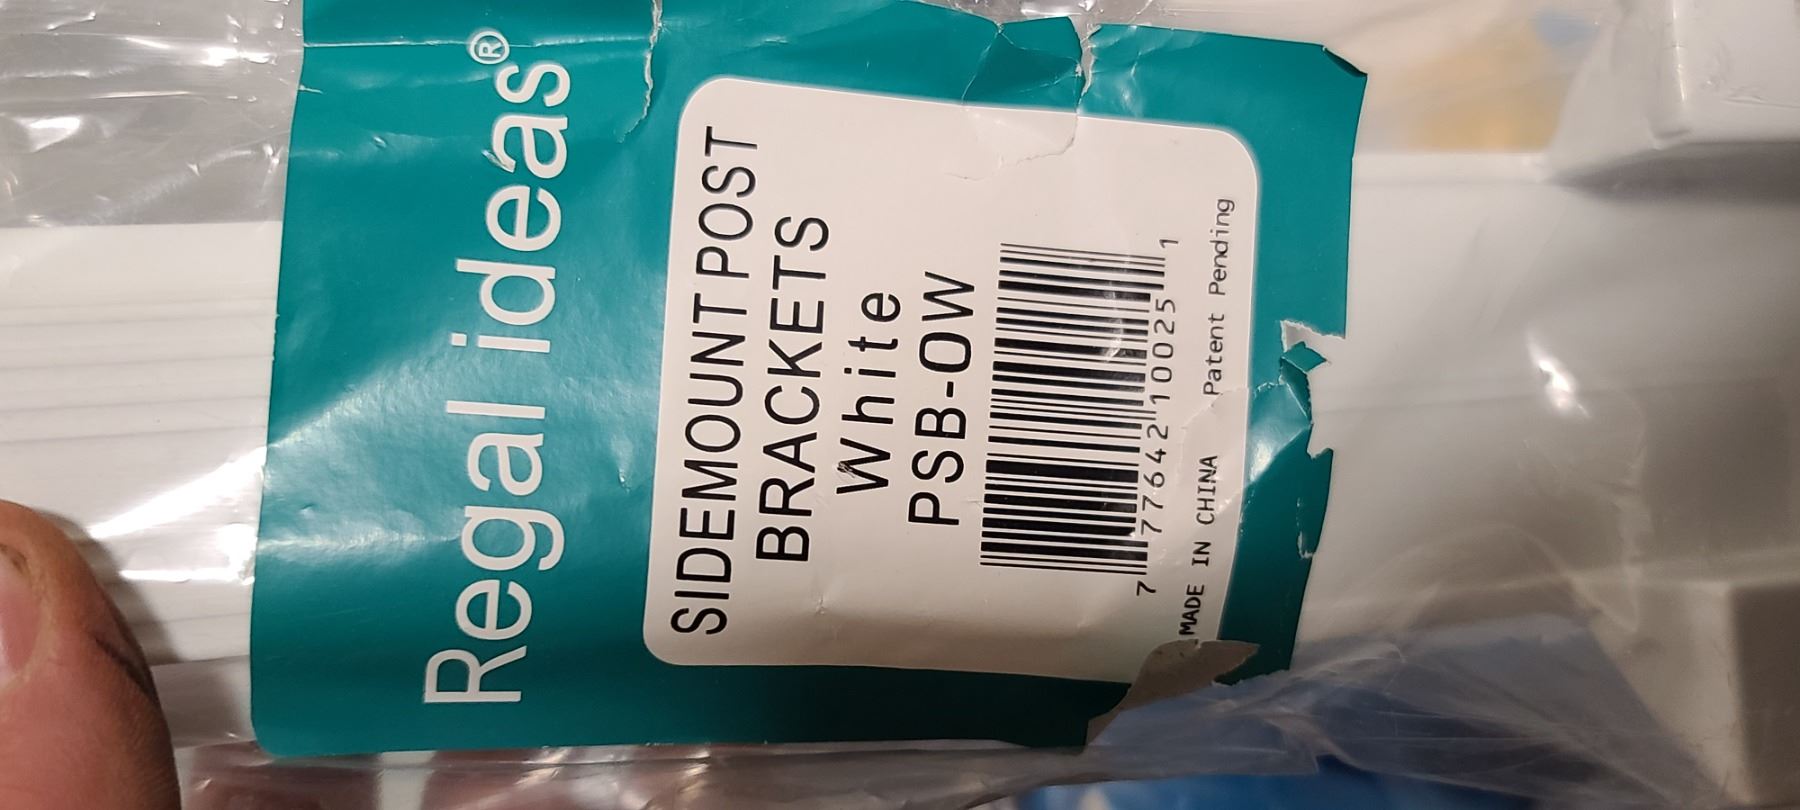 Regal ideas®
SIDEMOUNT POST
BRACKETS
White
PSB-OW
7 77642 10025 1
MADE IN CHINA Patent Pending